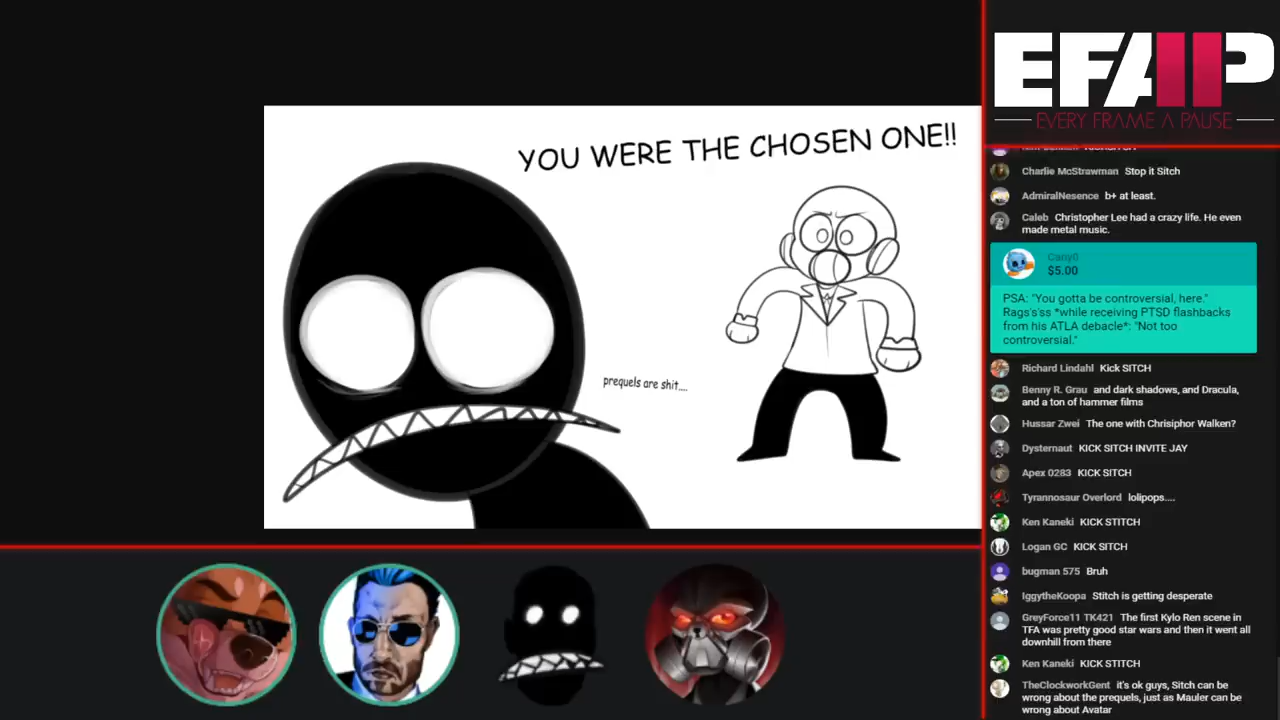 YOU WERE THE CHOSEN ONE!!
prequels are shit....
EFAP
EVERY FRAME A PAUSE
Charlie McStrawman Stop it Sitch
AdmiralNesence b+ at least.
Caleb Christopher Lee had a crazy life. He even
made metal music.
Cany0
$5.00
PSA: "You gotta be controversial, here."
Rags's'ss *while receiving PTSD flashbacks
from his ATLA debacle*: "Not too
controversial."
Richard Lindahl Kick SITCH
Benny R. Grau and dark shadows, and Dracula,
and a ton of hammer films
Hussar Zwei The one with Chrisiphor Walken?
Dysternaut KICK SITCH INVITE JAY
Apex 0283 KICK SITCH
Tyrannosaur Overlord lolipops....
Ken Kaneki KICK STITCH
Logan GC KICK SITCH
bugman 575 Bruh
IggytheKoopa Stitch is getting desperate
GreyForce11 TK421 The first Kylo Ren scene in
TFA was pretty good star wars and then it went all
downhill from there
Ken Kaneki KICK STITCH
TheClockworkGent it's ok guys, Sitch can be
wrong about the prequels, just as Mauler can be
wrong about Avatar